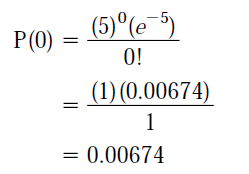 P(0) = (5)⁰(e⁻⁵) / 0!
= (1)(0.00674) / 1
= 0.00674